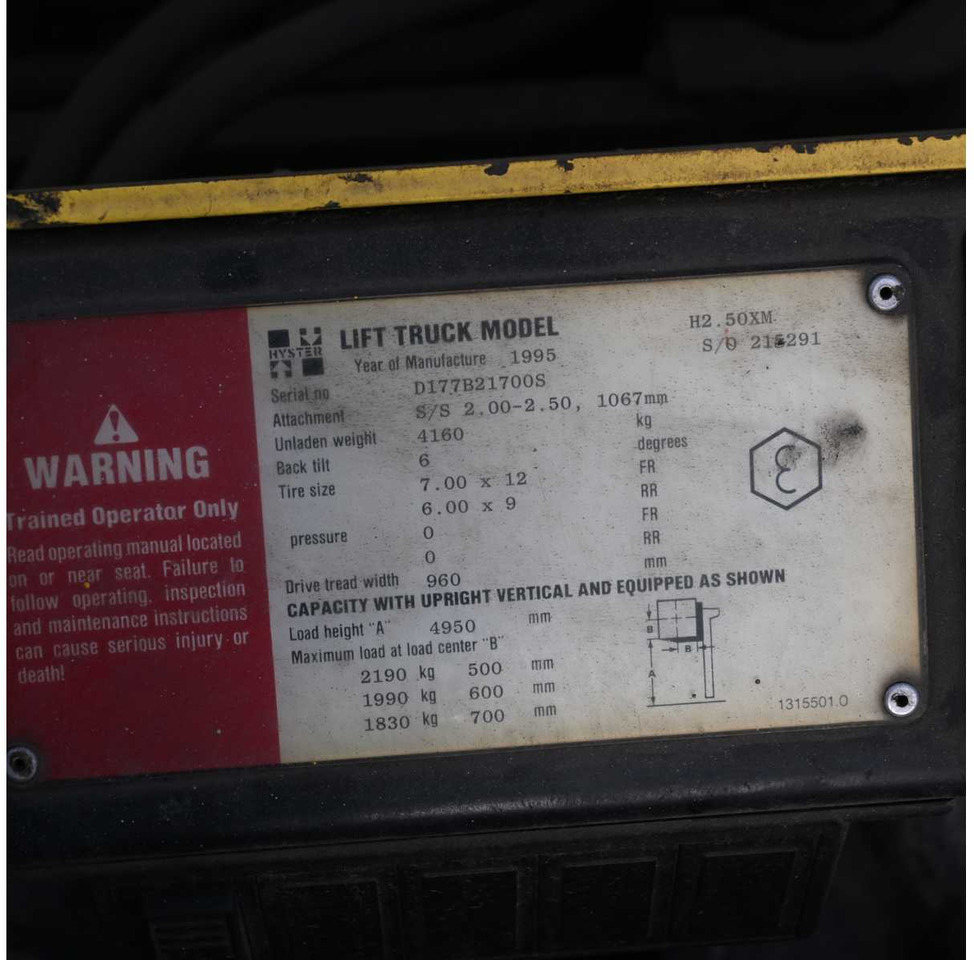 WARNING
Trained Operator Only
Read operating manual located
on or near seat. Failure to
follow operating, inspection
and maintenance instructions
can cause serious injury or
death!
HYSTER
LIFT TRUCK MODEL H2.50XM
Year of Manufacture 1995 S/O 215291
Serial no D177B21700S
Attachment S/S 2.00-2.50, 1067mm
Unladen weight 4160 kg
Back tilt 6 degrees
Tire size 7.00 x 12 FR
6.00 x 9 RR
pressure 0 FR
0 RR
Drive tread width 960 mm
CAPACITY WITH UPRIGHT VERTICAL AND EQUIPPED AS SHOWN
Load height "A" 4950 mm
Maximum load at load center "B"
2190 kg 500 mm
1990 kg 600 mm
1830 kg 700 mm
B
B
A
1315501.0